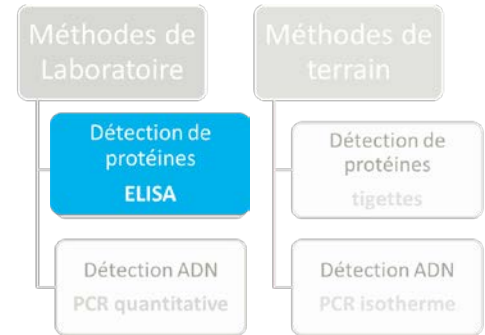 Méthodes de
Laboratoire
Détection de
protéines
ELISA
Détection ADN
PCR quantitative
Méthodes de
terrain
Détection de
protéines
tigettes
Détection ADN
PCR isotherme